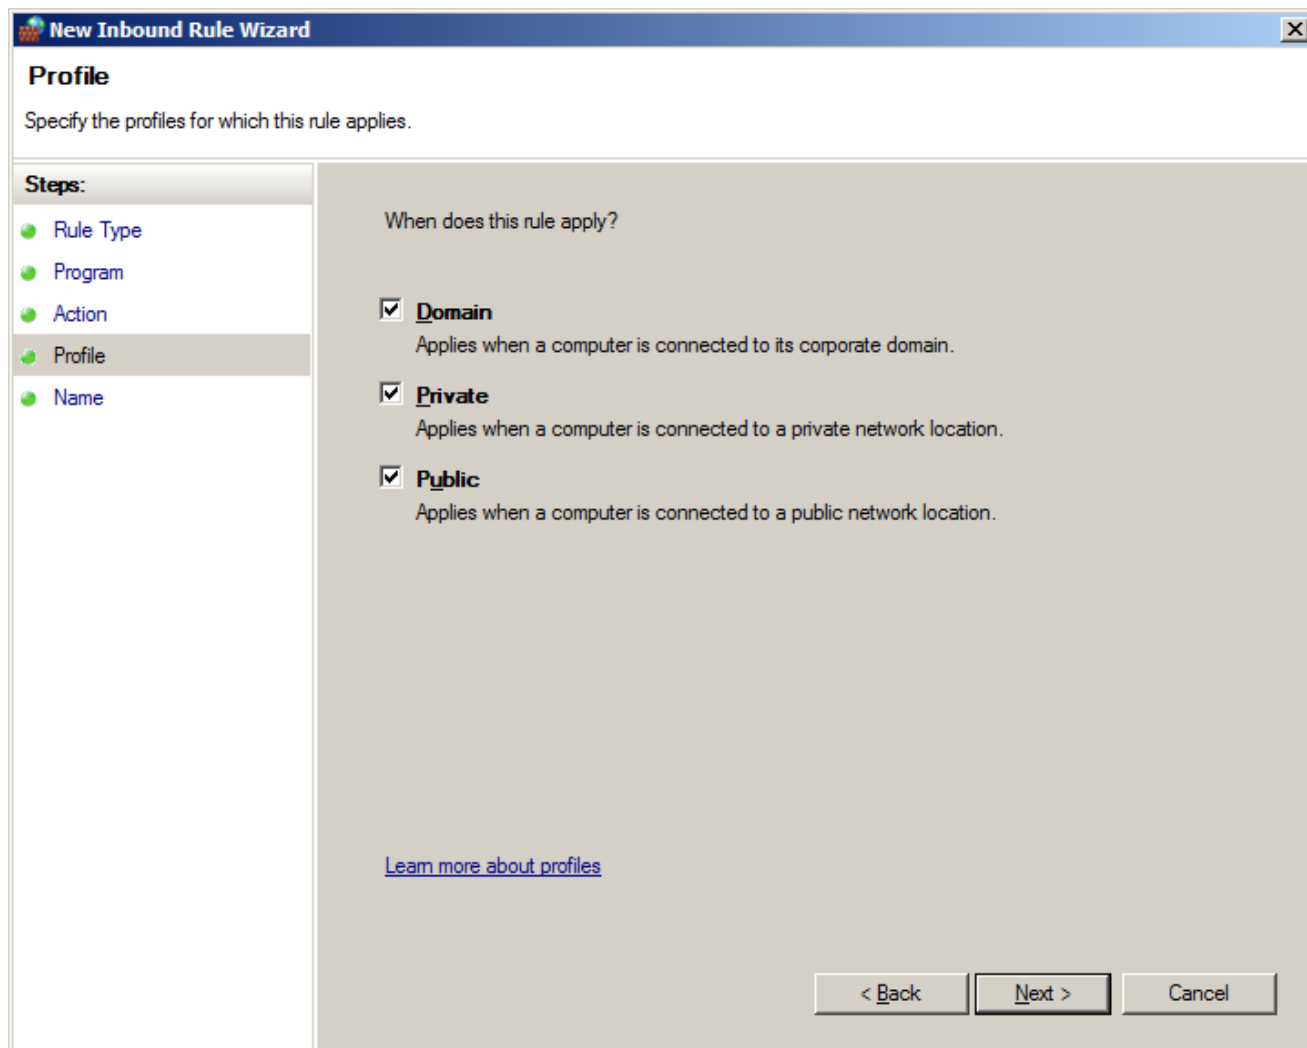 New Inbound Rule Wizard
Profile
Specify the profiles for which this rule applies.
Steps:
Rule Type
Program
Action
Profile
Name
When does this rule apply?
Domain
Applies when a computer is connected to its corporate domain.
Private
Applies when a computer is connected to a private network location.
Public
Applies when a computer is connected to a public network location.
Learn more about profiles
< Back
Next >
Cancel